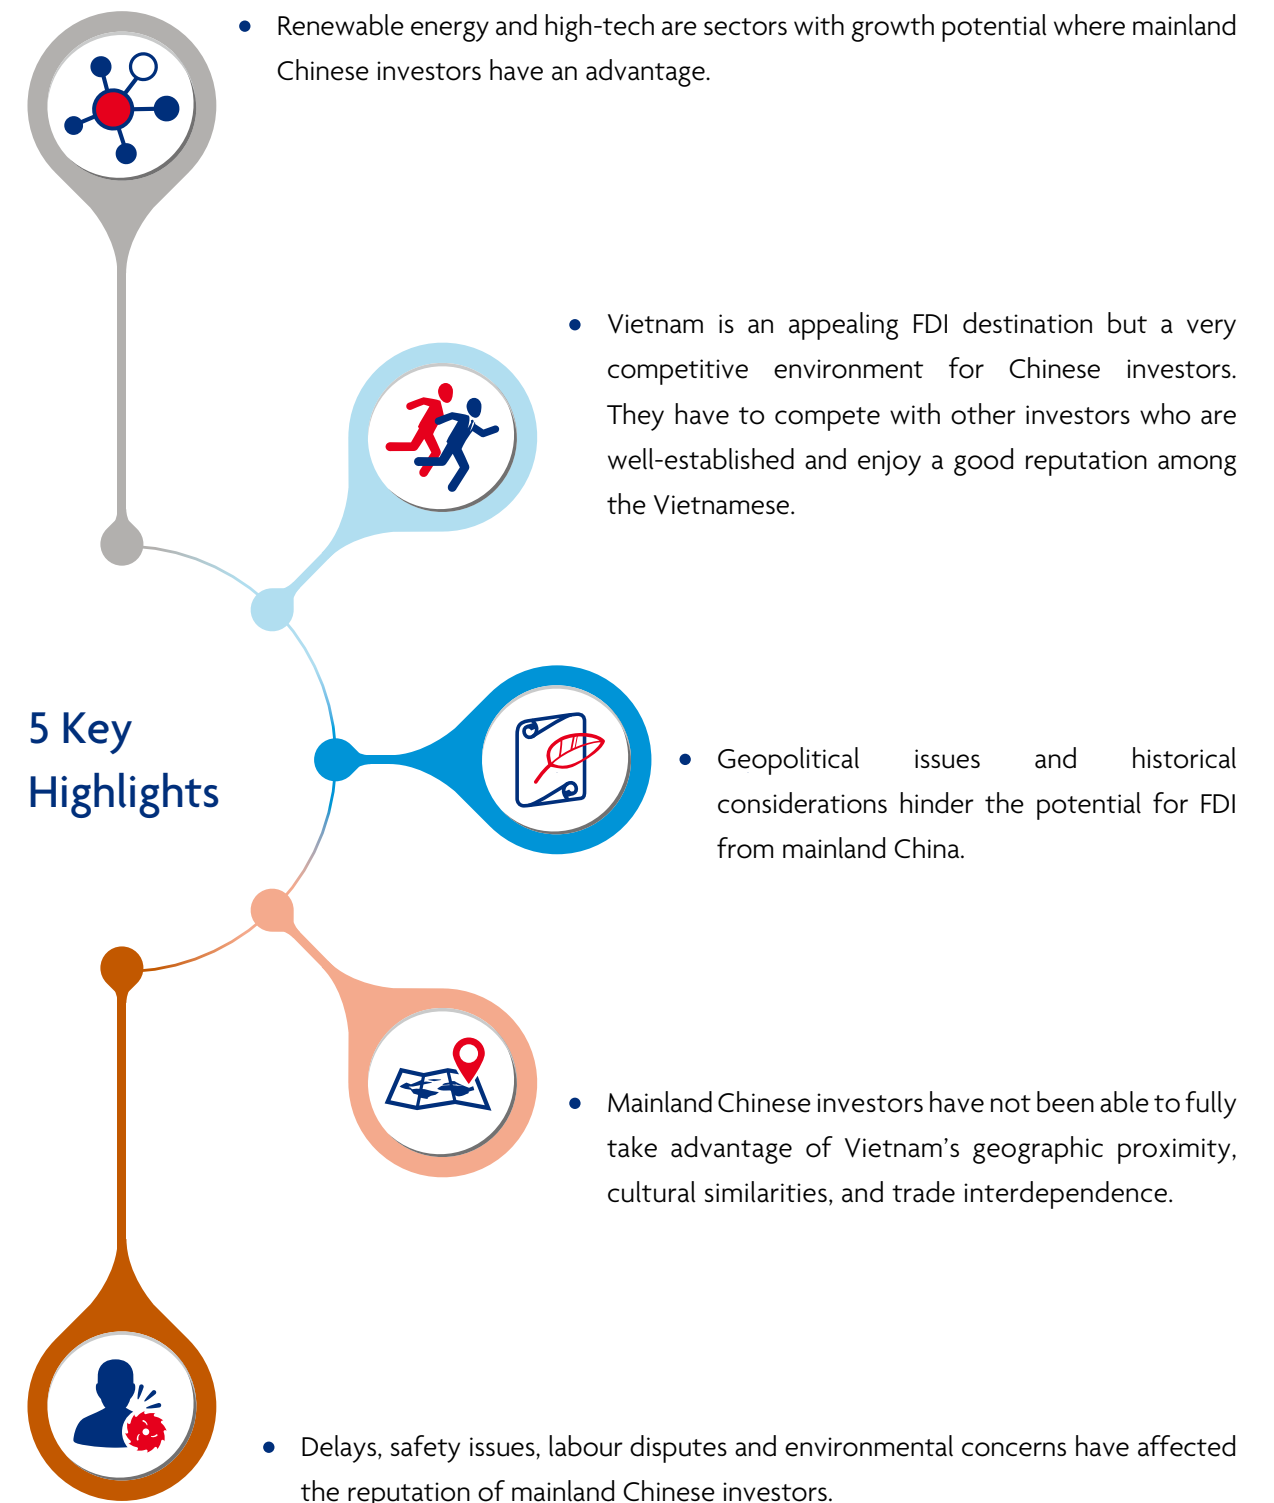 Renewable energy and high-tech are sectors with growth potential where mainland
Chinese investors have an advantage.
Vietnam is an appealing FDI destination but a very
competitive environment for Chinese investors.
They have to compete with other investors who are
well-established and enjoy a good reputation among
the Vietnamese.
5 Key
Highlights
Geopolitical issues and historical
considerations hinder the potential for FDI
from mainland China.
Mainland Chinese investors have not been able to fully
take advantage of Vietnam’s geographic proximity,
cultural similarities, and trade interdependence.
Delays, safety issues, labour disputes and environmental concerns have affected
the reputation of mainland Chinese investors.